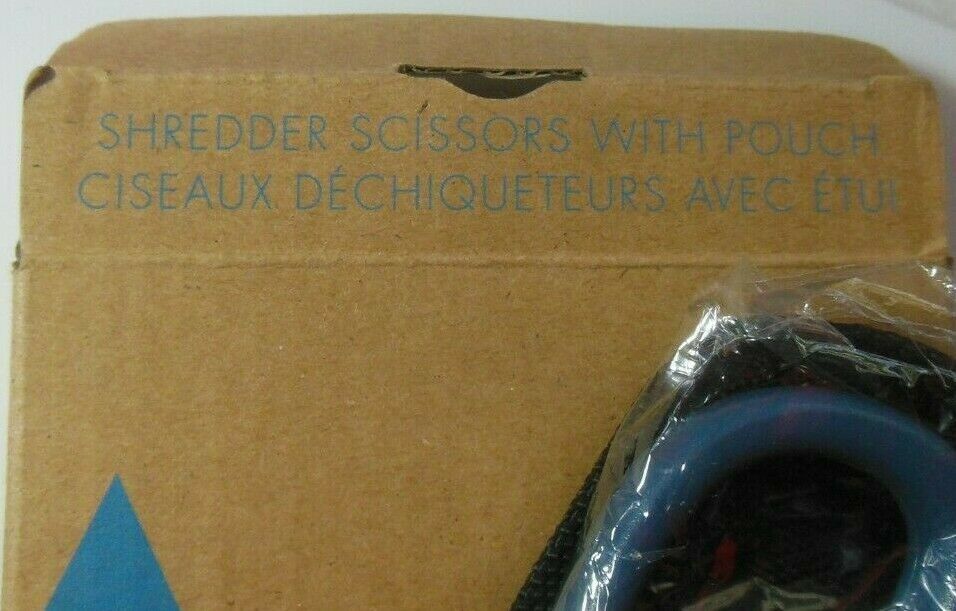 SHREDDER SCISSORS WITH POUCH
CISEAUX DÉCHIQUETEURS AVEC ÉTUI